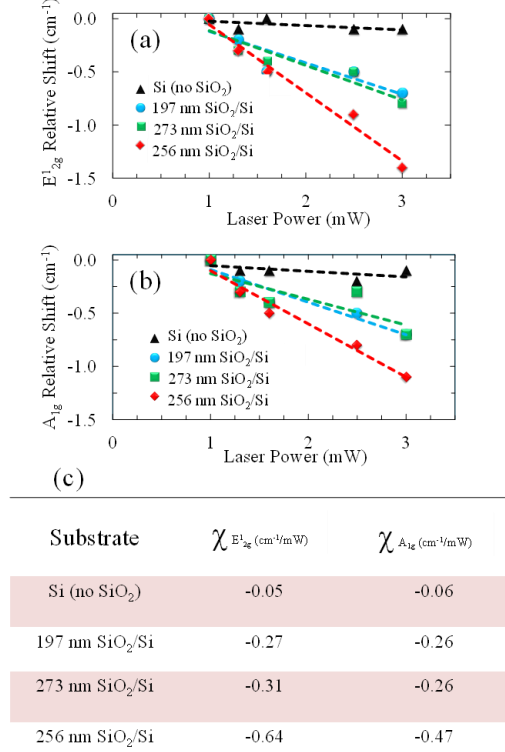 0.0
-0.5
-1.0
-1.5
E¹₂g Relative Shift (cm⁻¹)
(a)
Si (no SiO₂)
197 nm SiO₂/Si
273 nm SiO₂/Si
256 nm SiO₂/Si
0 1 2 3
Laser Power (mW)
0.0
-0.5
-1.0
-1.5
A₁g Relative Shift (cm⁻¹)
(b)
Si (no SiO₂)
197 nm SiO₂/Si
273 nm SiO₂/Si
256 nm SiO₂/Si
0 1 2 3
Laser Power (mW)
(c)
Substrate χ E¹₂g (cm⁻¹/mW) χ A₁g (cm⁻¹/mW)
Si (no SiO₂) -0.05 -0.06
197 nm SiO₂/Si -0.27 -0.26
273 nm SiO₂/Si -0.31 -0.26
256 nm SiO₂/Si -0.64 -0.47